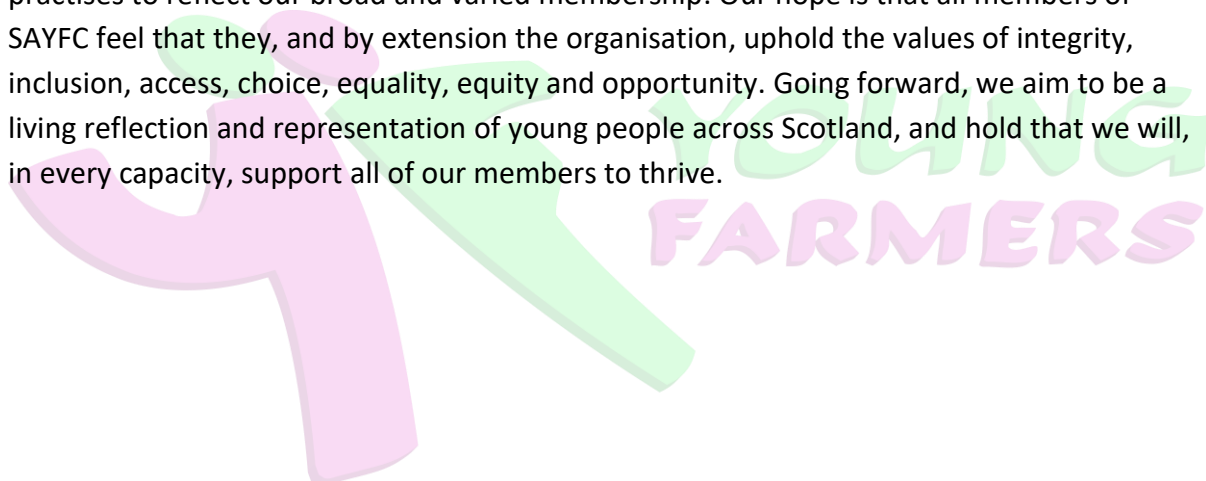 practises to reflect our broad and varied membership. Our hope is that all members of
SAYFC feel that they, and by extension the organisation, uphold the values of integrity,
inclusion, access, choice, equality, equity and opportunity. Going forward, we aim to be a
living reflection and representation of young people across Scotland, and hold that we will,
in every capacity, support all of our members to thrive.
YOUNG
FARMERS